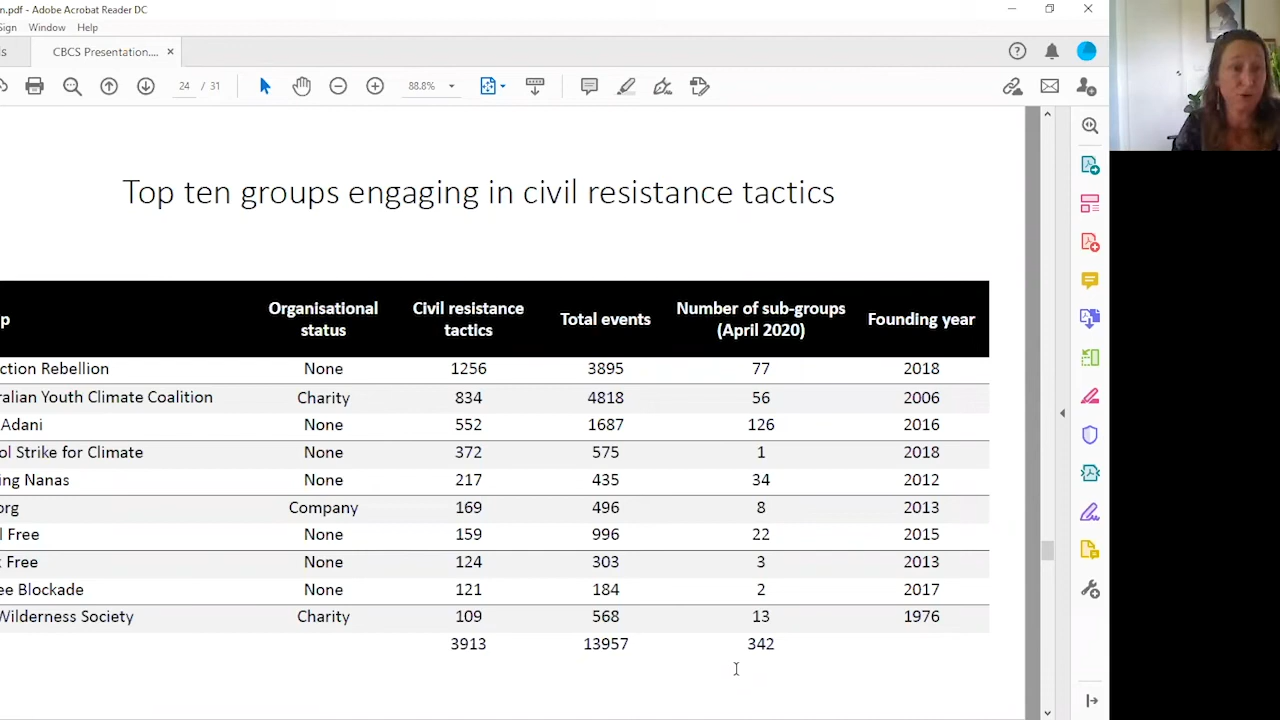 n.pdf - Adobe Acrobat Reader DC
Sign Window Help
ls CBCS Presentation.... ×
24 / 31 88.8%
Top ten groups engaging in civil resistance tactics
p Organisational status Civil resistance tactics Total events Number of sub-groups (April 2020) Founding year
ction Rebellion None 1256 3895 77 2018
ralian Youth Climate Coalition Charity 834 4818 56 2006
Adani None 552 1687 126 2016
ol Strike for Climate None 372 575 1 2018
ing Nanas None 217 435 34 2012
org Company 169 496 8 2013
l Free None 159 996 22 2015
k Free None 124 303 3 2013
ee Blockade None 121 184 2 2017
Wilderness Society Charity 109 568 13 1976
3913 13957 342